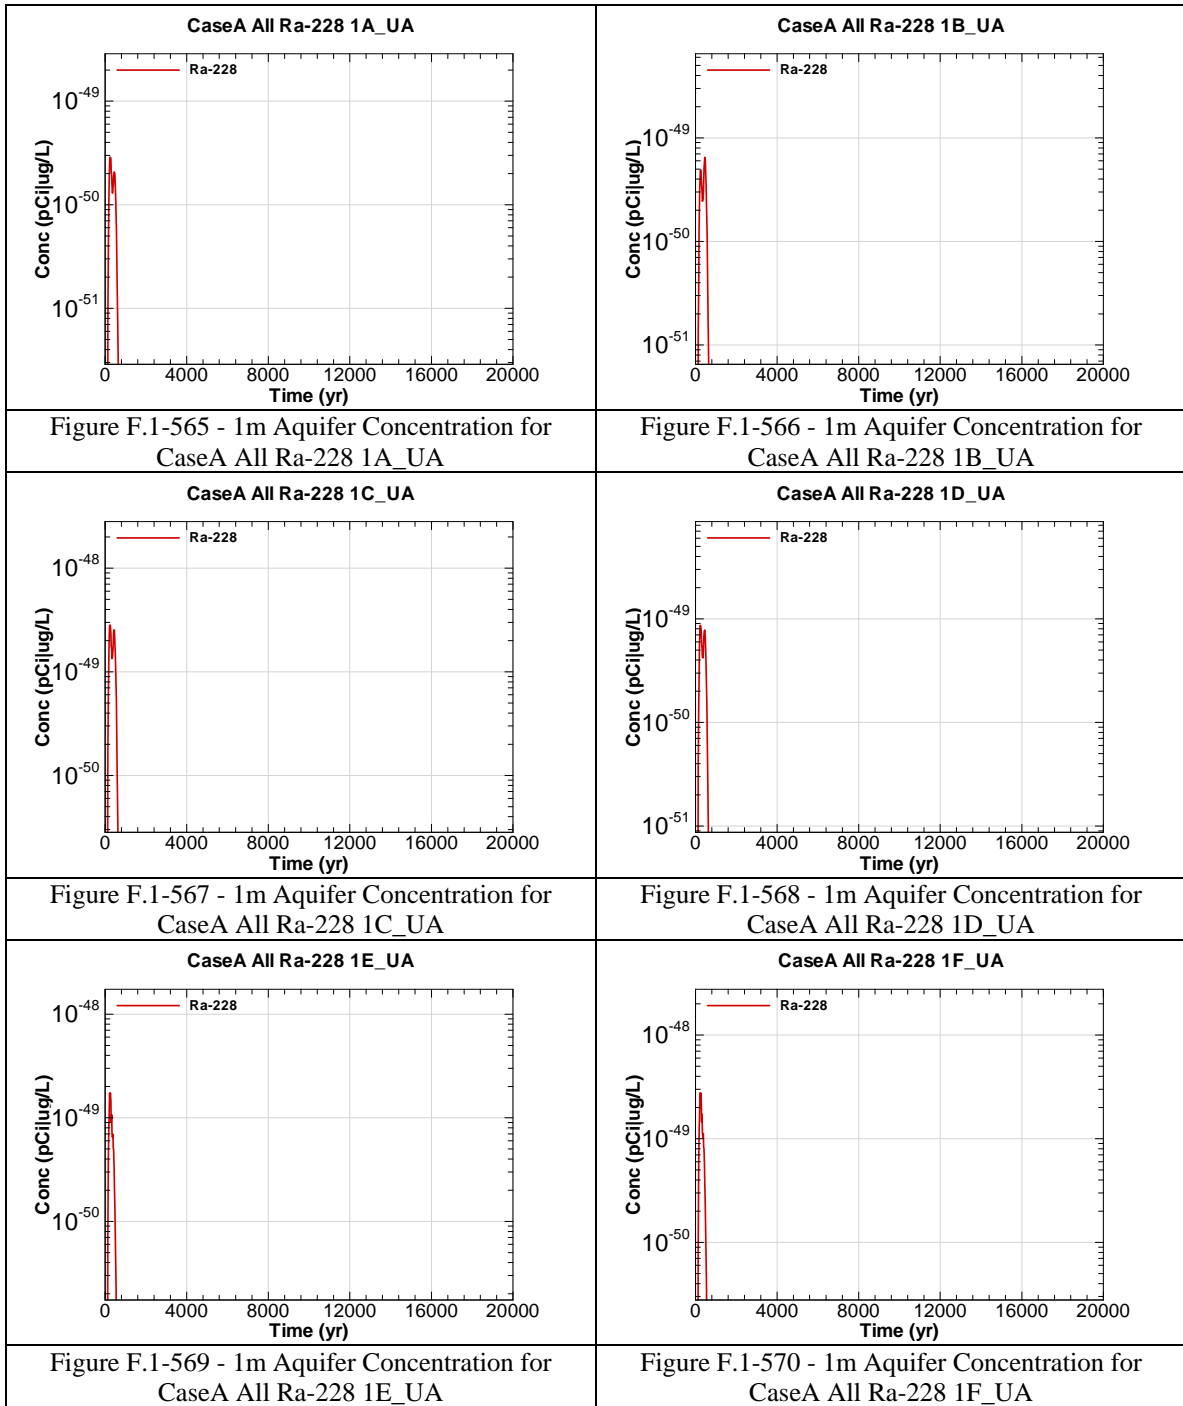 CaseA All Ra-228 1A_UA
Ra-228
10-49
10-50
10-51
Conc (pCi|ug/L)
0 4000 8000 12000 16000 20000
Time (yr)
Figure F.1-565 - 1m Aquifer Concentration for
CaseA All Ra-228 1A_UA
CaseA All Ra-228 1B_UA
Ra-228
10-49
10-50
10-51
Conc (pCi|ug/L)
0 4000 8000 12000 16000 20000
Time (yr)
Figure F.1-566 - 1m Aquifer Concentration for
CaseA All Ra-228 1B_UA
CaseA All Ra-228 1C_UA
Ra-228
10-48
10-49
10-50
Conc (pCi|ug/L)
0 4000 8000 12000 16000 20000
Time (yr)
Figure F.1-567 - 1m Aquifer Concentration for
CaseA All Ra-228 1C_UA
CaseA All Ra-228 1D_UA
Ra-228
10-49
10-50
10-51
Conc (pCi|ug/L)
0 4000 8000 12000 16000 20000
Time (yr)
Figure F.1-568 - 1m Aquifer Concentration for
CaseA All Ra-228 1D_UA
CaseA All Ra-228 1E_UA
Ra-228
10-48
10-49
10-50
Conc (pCi|ug/L)
0 4000 8000 12000 16000 20000
Time (yr)
Figure F.1-569 - 1m Aquifer Concentration for
CaseA All Ra-228 1E_UA
CaseA All Ra-228 1F_UA
Ra-228
10-48
10-49
10-50
Conc (pCi|ug/L)
0 4000 8000 12000 16000 20000
Time (yr)
Figure F.1-570 - 1m Aquifer Concentration for
CaseA All Ra-228 1F_UA